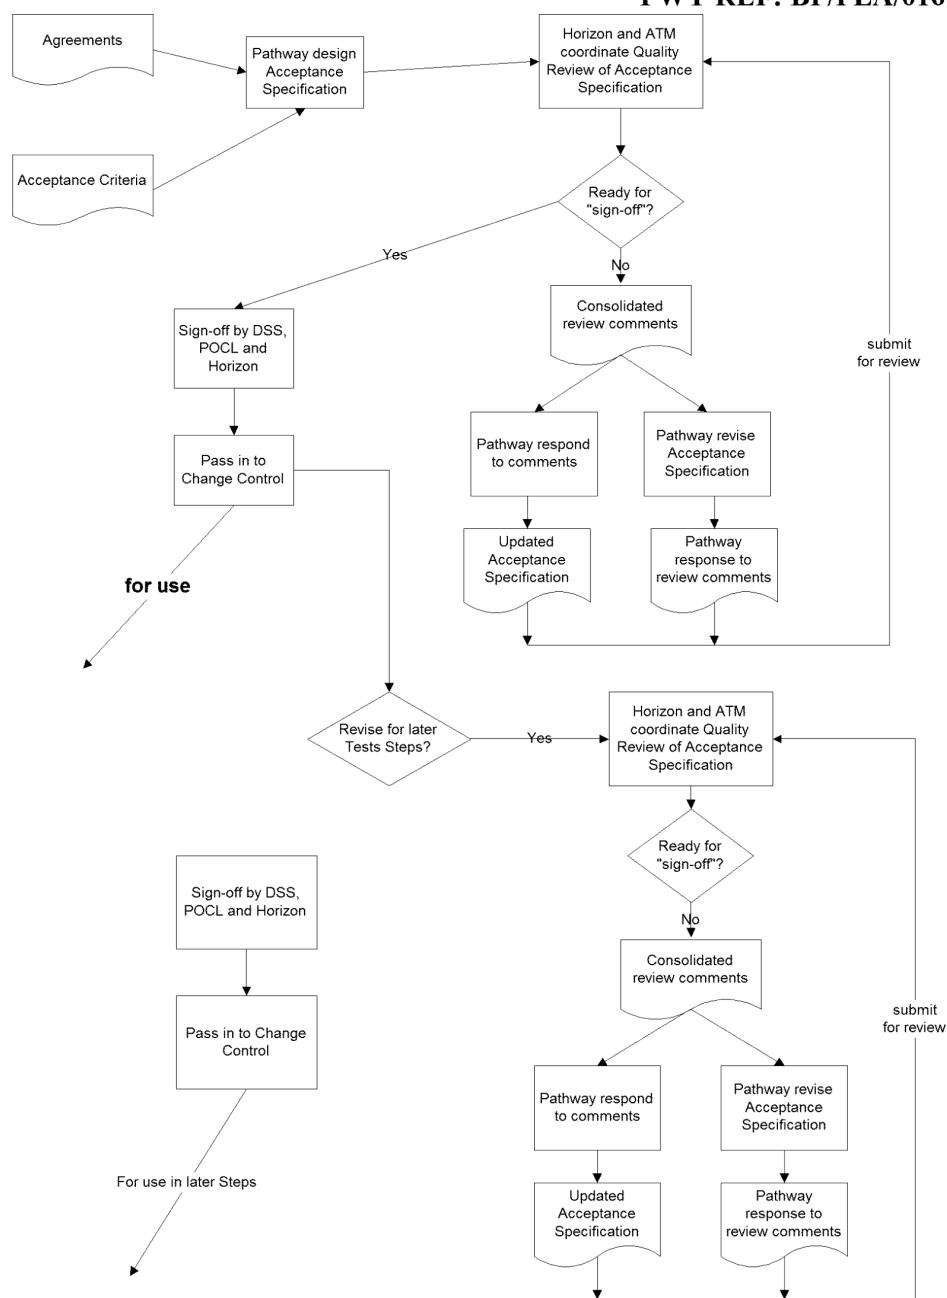 Agreements
Pathway design
Acceptance
Specification
Horizon and ATM
coordinate Quality
Review of Acceptance
Specification
Acceptance Criteria
Ready for
"sign-off"?
Yes
No
Sign-off by DSS,
POCL and
Horizon
Consolidated
review comments
submit
for review
Pass in to
Change Control
Pathway respond
to comments
Pathway revise
Acceptance
Specification
for use
Updated
Acceptance
Specification
Pathway
response to
review comments
Revise for later
Tests Steps?
Yes
Horizon and ATM
coordinate Quality
Review of Acceptance
Specification
Ready for
"sign-off"?
No
Sign-off by DSS,
POCL and Horizon
Consolidated
review comments
submit
for review
Pass in to Change
Control
Pathway respond
to comments
Pathway revise
Acceptance
Specification
For use in later Steps
Updated
Acceptance
Specification
Pathway
response to
review comments